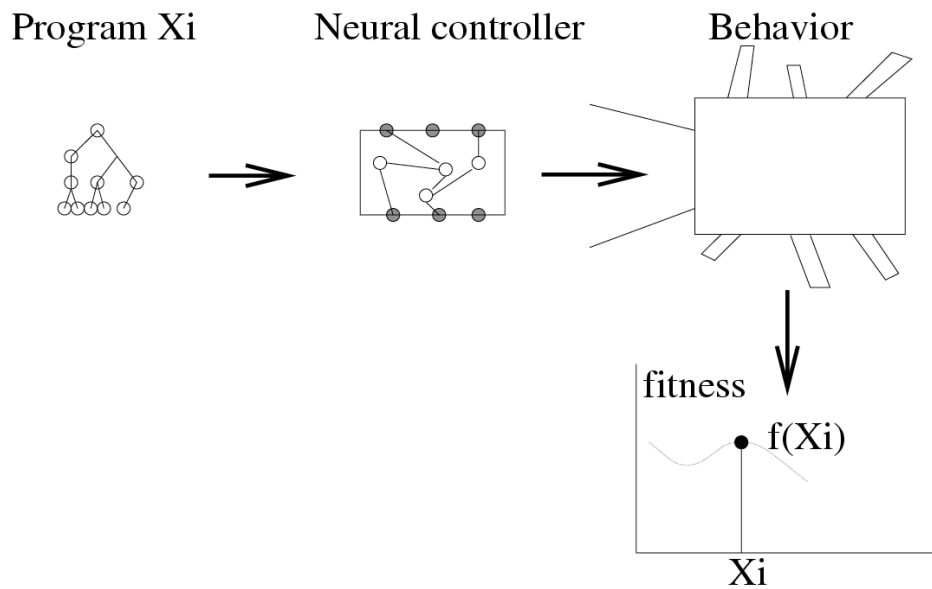 Program Xi
Neural controller
Behavior
fitness
f(Xi)
Xi